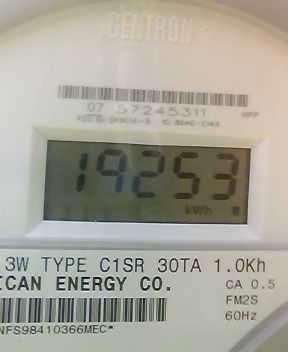 CENTRON®
07 57245311 HPP
19253
kWh
3W TYPE C1SR 30TA 1.0Kh
ICAN ENERGY CO. CA 0.5
FM2S
NFS98410366MEC* 60Hz